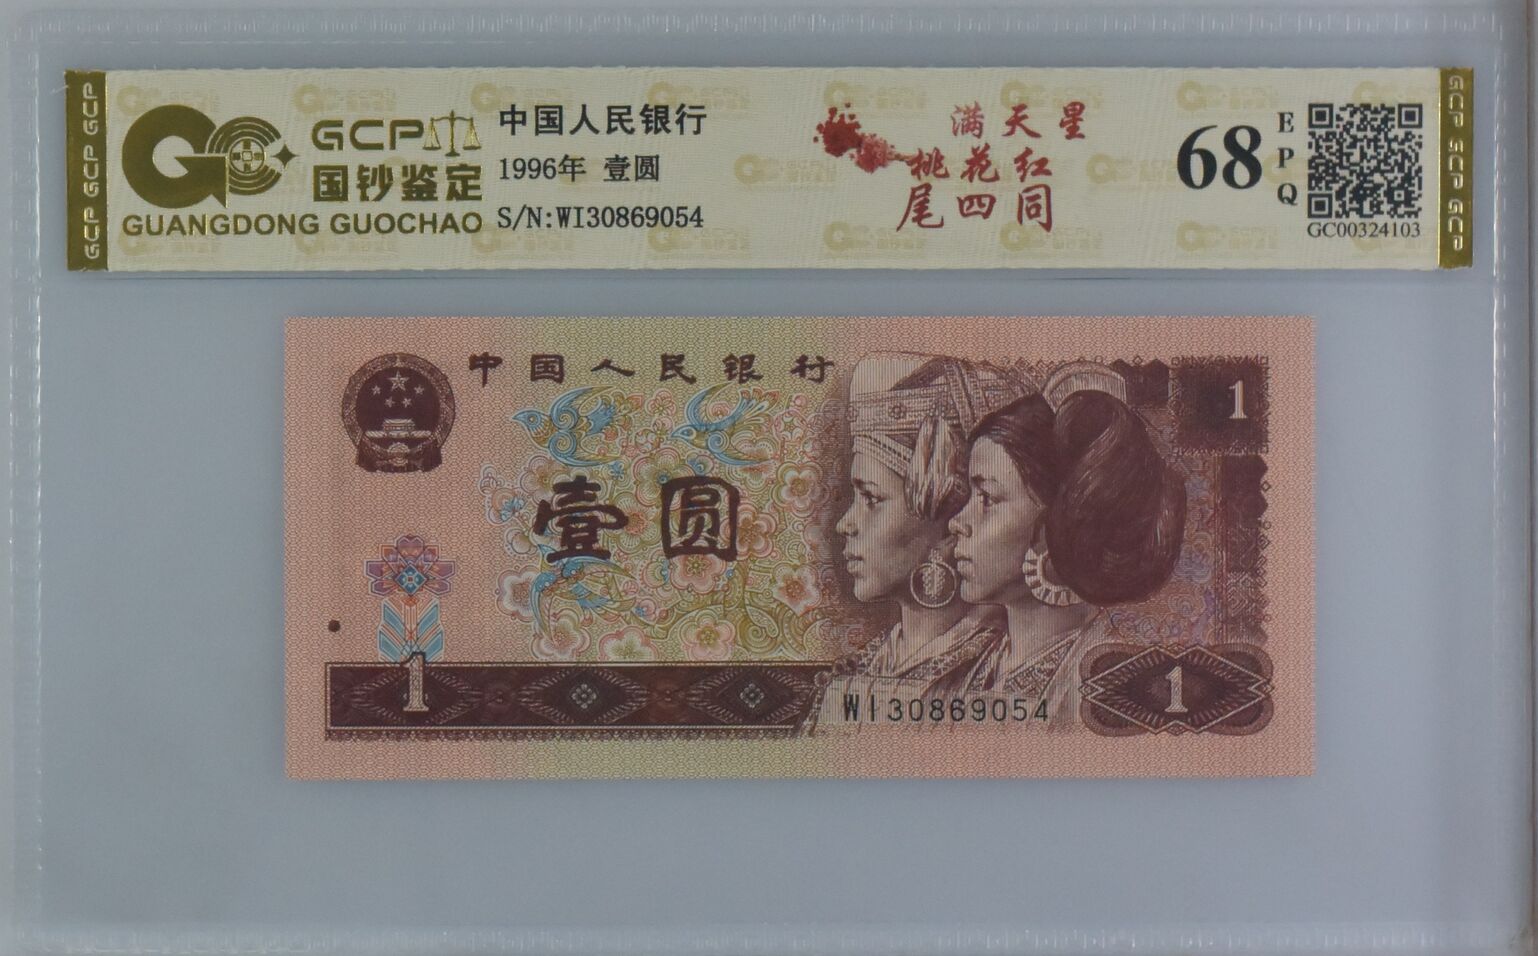 GCP GCP GCP
GCP
国钞鉴定
GUANGDONG GUOCHAO
中国人民银行
1996年 壹圆
S/N:WI30869054
满天星
桃花红
尾四同
68
EPQ
GC00324103
GCP GCP GCP
中国人民银行
1
壹圆
1
WI30869054
1